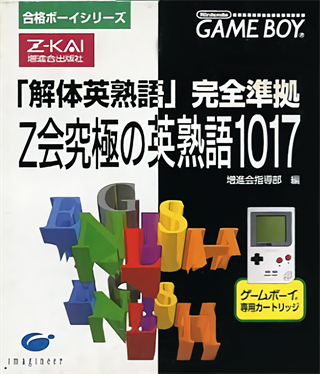 合格ボーイシリーズ
Nintendo
GAME BOY®
Z-KAI
増進会出版社
「解体英熟語」完全準拠
Z会究極の英熟語1017
増進会指導部 編
ENGLISH
ENGLISH
ゲームボーイ®
専用カートリッジ
imagineer